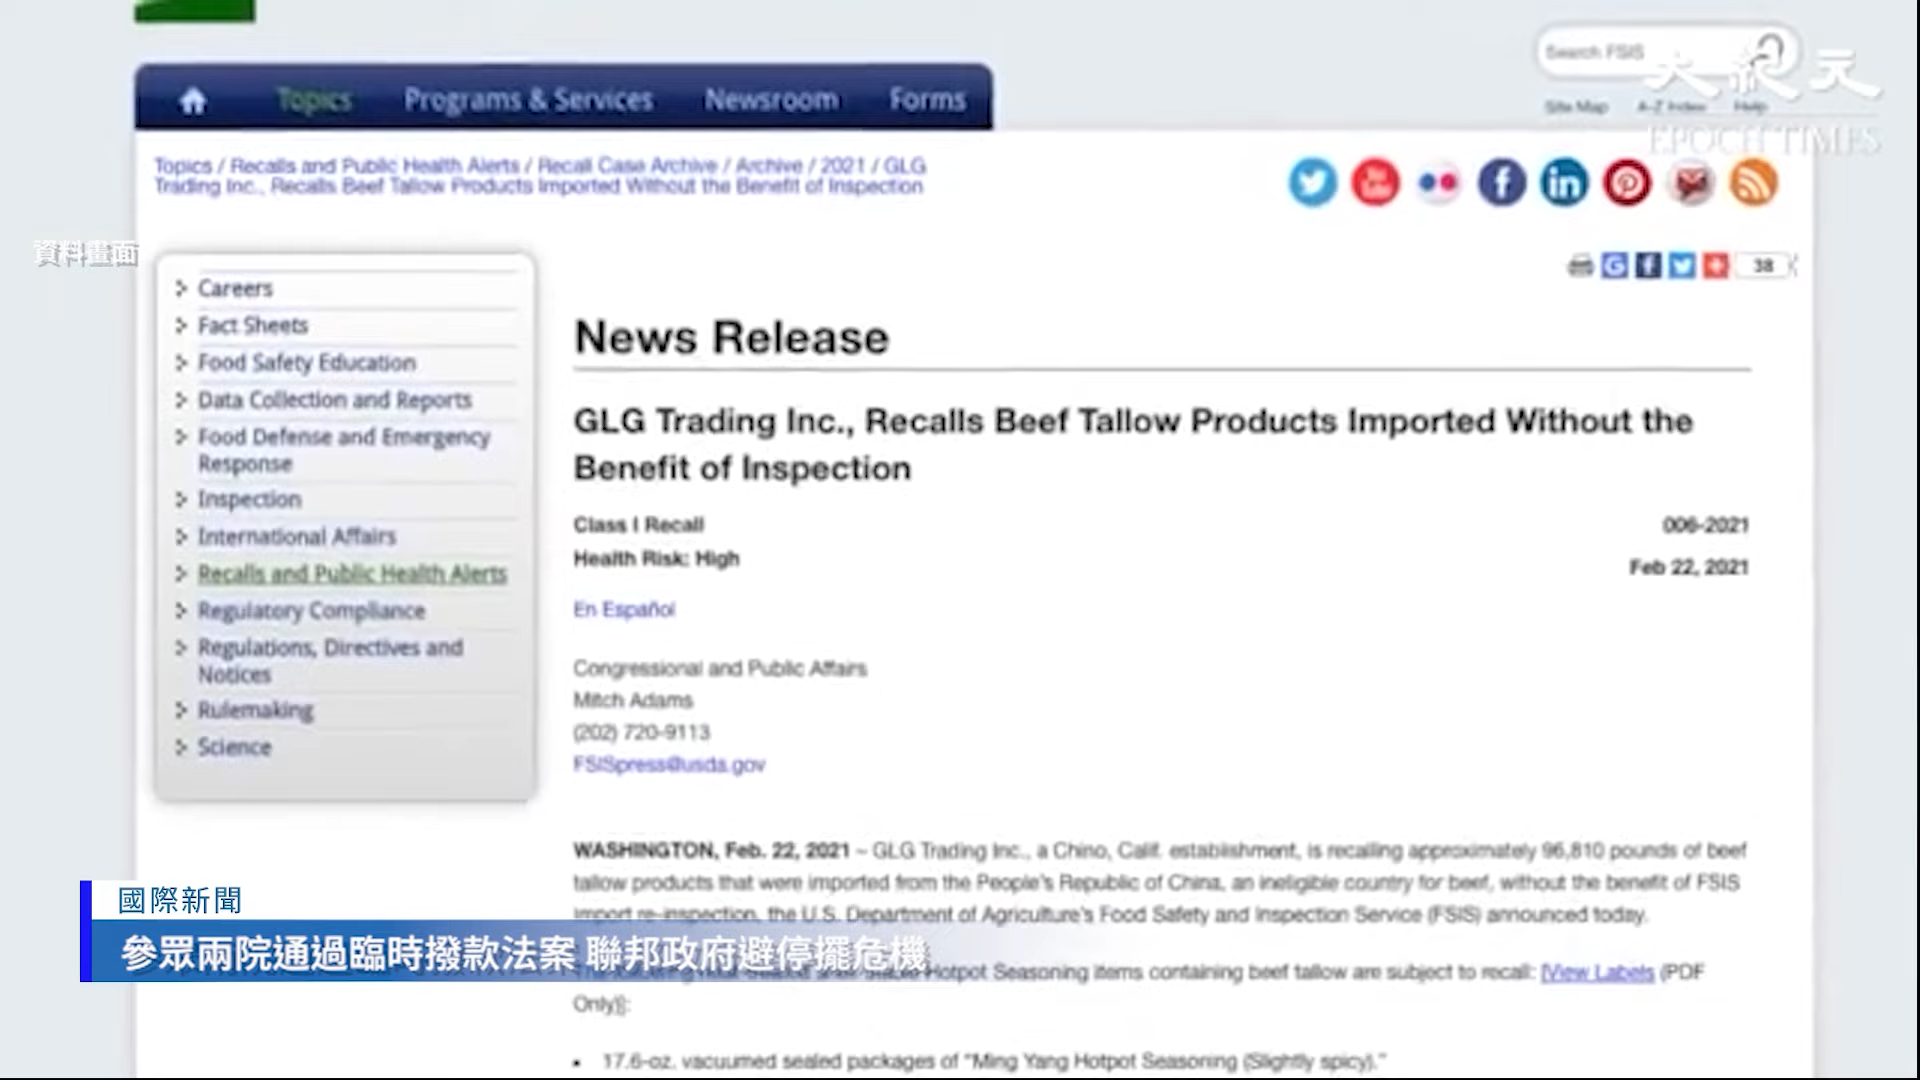 Search FSIS
大紀元
EPOCH TIMES
Site Map A-Z Index Help
Topics Programs & Services Newsroom Forms
Topics / Recalls and Public Health Alerts / Recall Case Archive / Archive / 2021 / GLG
Trading Inc., Recalls Beef Tallow Products Imported Without the Benefit of Inspection
資料畫面
38
Careers
Fact Sheets
Food Safety Education
Data Collection and Reports
Food Defense and Emergency
Response
Inspection
International Affairs
Recalls and Public Health Alerts
Regulatory Compliance
Regulations, Directives and
Notices
Rulemaking
Science
News Release
GLG Trading Inc., Recalls Beef Tallow Products Imported Without the
Benefit of Inspection
Class I Recall 006-2021
Health Risk: High Feb 22, 2021
En Español
Congressional and Public Affairs
Mitch Adams
(202) 720-9113
FSISpress@usda.gov
WASHINGTON, Feb. 22, 2021 – GLG Trading Inc., a Chino, Calif. establishment, is recalling approximately 96,810 pounds of beef
tallow products that were imported from the People's Republic of China, an ineligible country for beef, without the benefit of FSIS
import re-inspection, the U.S. Department of Agriculture's Food Safety and Inspection Service (FSIS) announced today.
Hotpot Seasoning items containing beef tallow are subject to recall: [View Labels (PDF
Only)]:
• 17.6-oz. vacuumed sealed packages of "Ming Yang Hotpot Seasoning (Slightly spicy)."
國際新聞
參眾兩院通過臨時撥款法案 聯邦政府避停擺危機